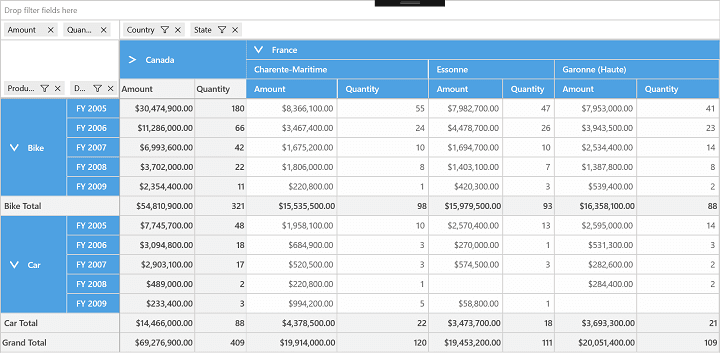 Drop filter fields here
Amount Quan... Country State
France
Canada
Charente-Maritime Essonne Garonne (Haute)
Produ... D... Amount Quantity Amount Quantity Amount Quantity Amount Quantity
FY 2005 $30,474,900.00 180 $8,366,100.00 55 $7,982,700.00 47 $7,953,000.00 41
FY 2006 $11,286,000.00 66 $3,467,400.00 24 $4,478,700.00 26 $3,943,500.00 23
Bike FY 2007 $6,993,600.00 42 $1,675,200.00 10 $1,694,700.00 10 $2,534,400.00 14
FY 2008 $3,702,000.00 22 $1,806,000.00 8 $1,403,100.00 7 $1,387,800.00 8
FY 2009 $2,354,400.00 11 $220,800.00 1 $420,300.00 3 $539,400.00 2
Bike Total $54,810,900.00 321 $15,535,500.00 98 $15,979,500.00 93 $16,358,100.00 88
FY 2005 $7,745,700.00 48 $1,958,100.00 10 $2,570,400.00 13 $2,595,000.00 14
FY 2006 $3,094,800.00 18 $684,900.00 3 $270,000.00 1 $531,300.00 3
Car FY 2007 $2,903,100.00 17 $520,500.00 3 $574,500.00 3 $282,600.00 2
FY 2008 $489,000.00 2 $220,800.00 1 $284,400.00 2
FY 2009 $233,400.00 3 $994,200.00 5 $58,800.00 1
Car Total $14,466,000.00 88 $4,378,500.00 22 $3,473,700.00 18 $3,693,300.00 21
Grand Total $69,276,900.00 409 $19,914,000.00 120 $19,453,200.00 111 $20,051,400.00 109